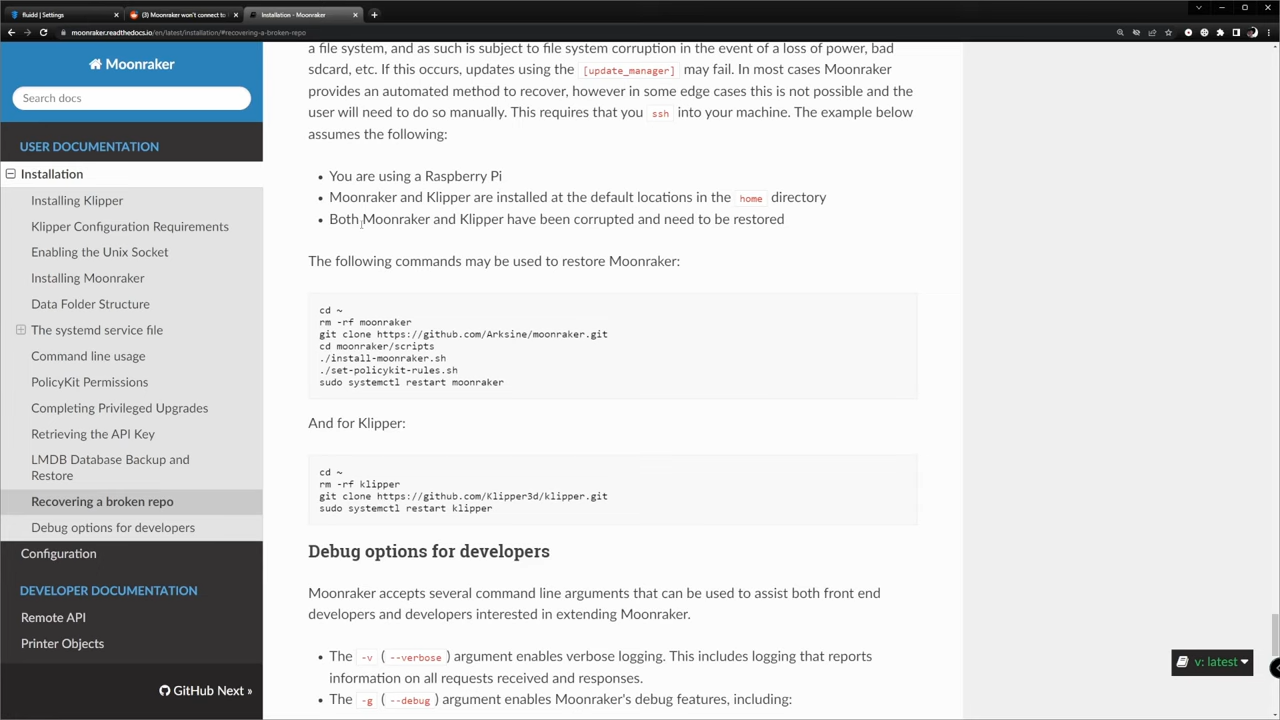 fluidd | Settings
(3) Moonraker won't connect to
Installation - Moonraker
moonraker.readthedocs.io/en/latest/installation/#recovering-a-broken-repo
Moonraker
Search docs
USER DOCUMENTATION
Installation
Installing Klipper
Klipper Configuration Requirements
Enabling the Unix Socket
Installing Moonraker
Data Folder Structure
The systemd service file
Command line usage
PolicyKit Permissions
Completing Privileged Upgrades
Retrieving the API Key
LMDB Database Backup and
Restore
Recovering a broken repo
Debug options for developers
Configuration
DEVELOPER DOCUMENTATION
Remote API
Printer Objects
GitHub Next »
a file system, and as such is subject to file system corruption in the event of a loss of power, bad
sdcard, etc. If this occurs, updates using the [update_manager] may fail. In most cases Moonraker
provides an automated method to recover, however in some edge cases this is not possible and the
user will need to do so manually. This requires that you ssh into your machine. The example below
assumes the following:
• You are using a Raspberry Pi
• Moonraker and Klipper are installed at the default locations in the home directory
• Both Moonraker and Klipper have been corrupted and need to be restored
The following commands may be used to restore Moonraker:
cd ~
rm -rf moonraker
git clone https://github.com/Arksine/moonraker.git
cd moonraker/scripts
./install-moonraker.sh
./set-policykit-rules.sh
sudo systemctl restart moonraker
And for Klipper:
cd ~
rm -rf klipper
git clone https://github.com/Klipper3d/klipper.git
sudo systemctl restart klipper
Debug options for developers
Moonraker accepts several command line arguments that can be used to assist both front end
developers and developers interested in extending Moonraker.
• The -v ( --verbose ) argument enables verbose logging. This includes logging that reports
information on all requests received and responses.
• The -g ( --debug ) argument enables Moonraker's debug features, including:
v: latest